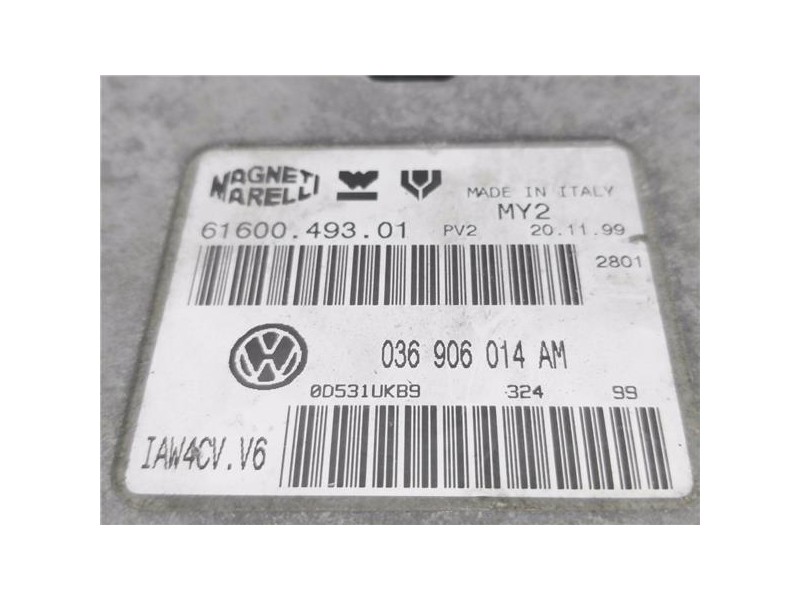 MAGNETI
MARELLI
MADE IN ITALY
MY2
61600.493.01 PV2 20.11.99
2801
036 906 014 AM
0D531UKB9 324 99
IAW4CV.V6